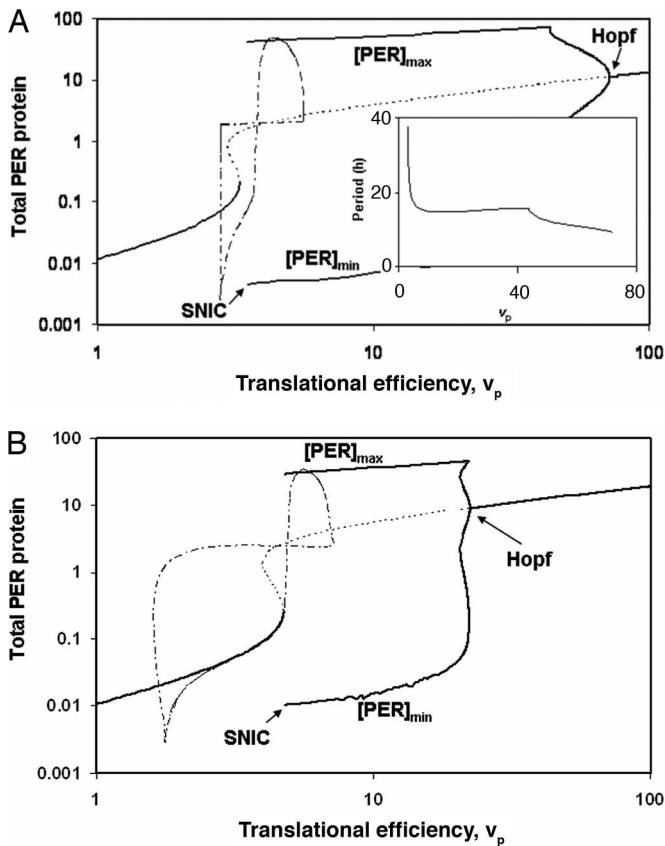 A
100
[PER]max
Hopf
10
1
0.1
0.01
0.001
Total PER protein
[PER]min
SNIC
40
20
0
Period (h)
0
40
80
vp
1
10
100
Translational efficiency, vp
B
100
[PER]max
10
Hopf
1
0.1
0.01
0.001
Total PER protein
[PER]min
SNIC
1
10
100
Translational efficiency, vp